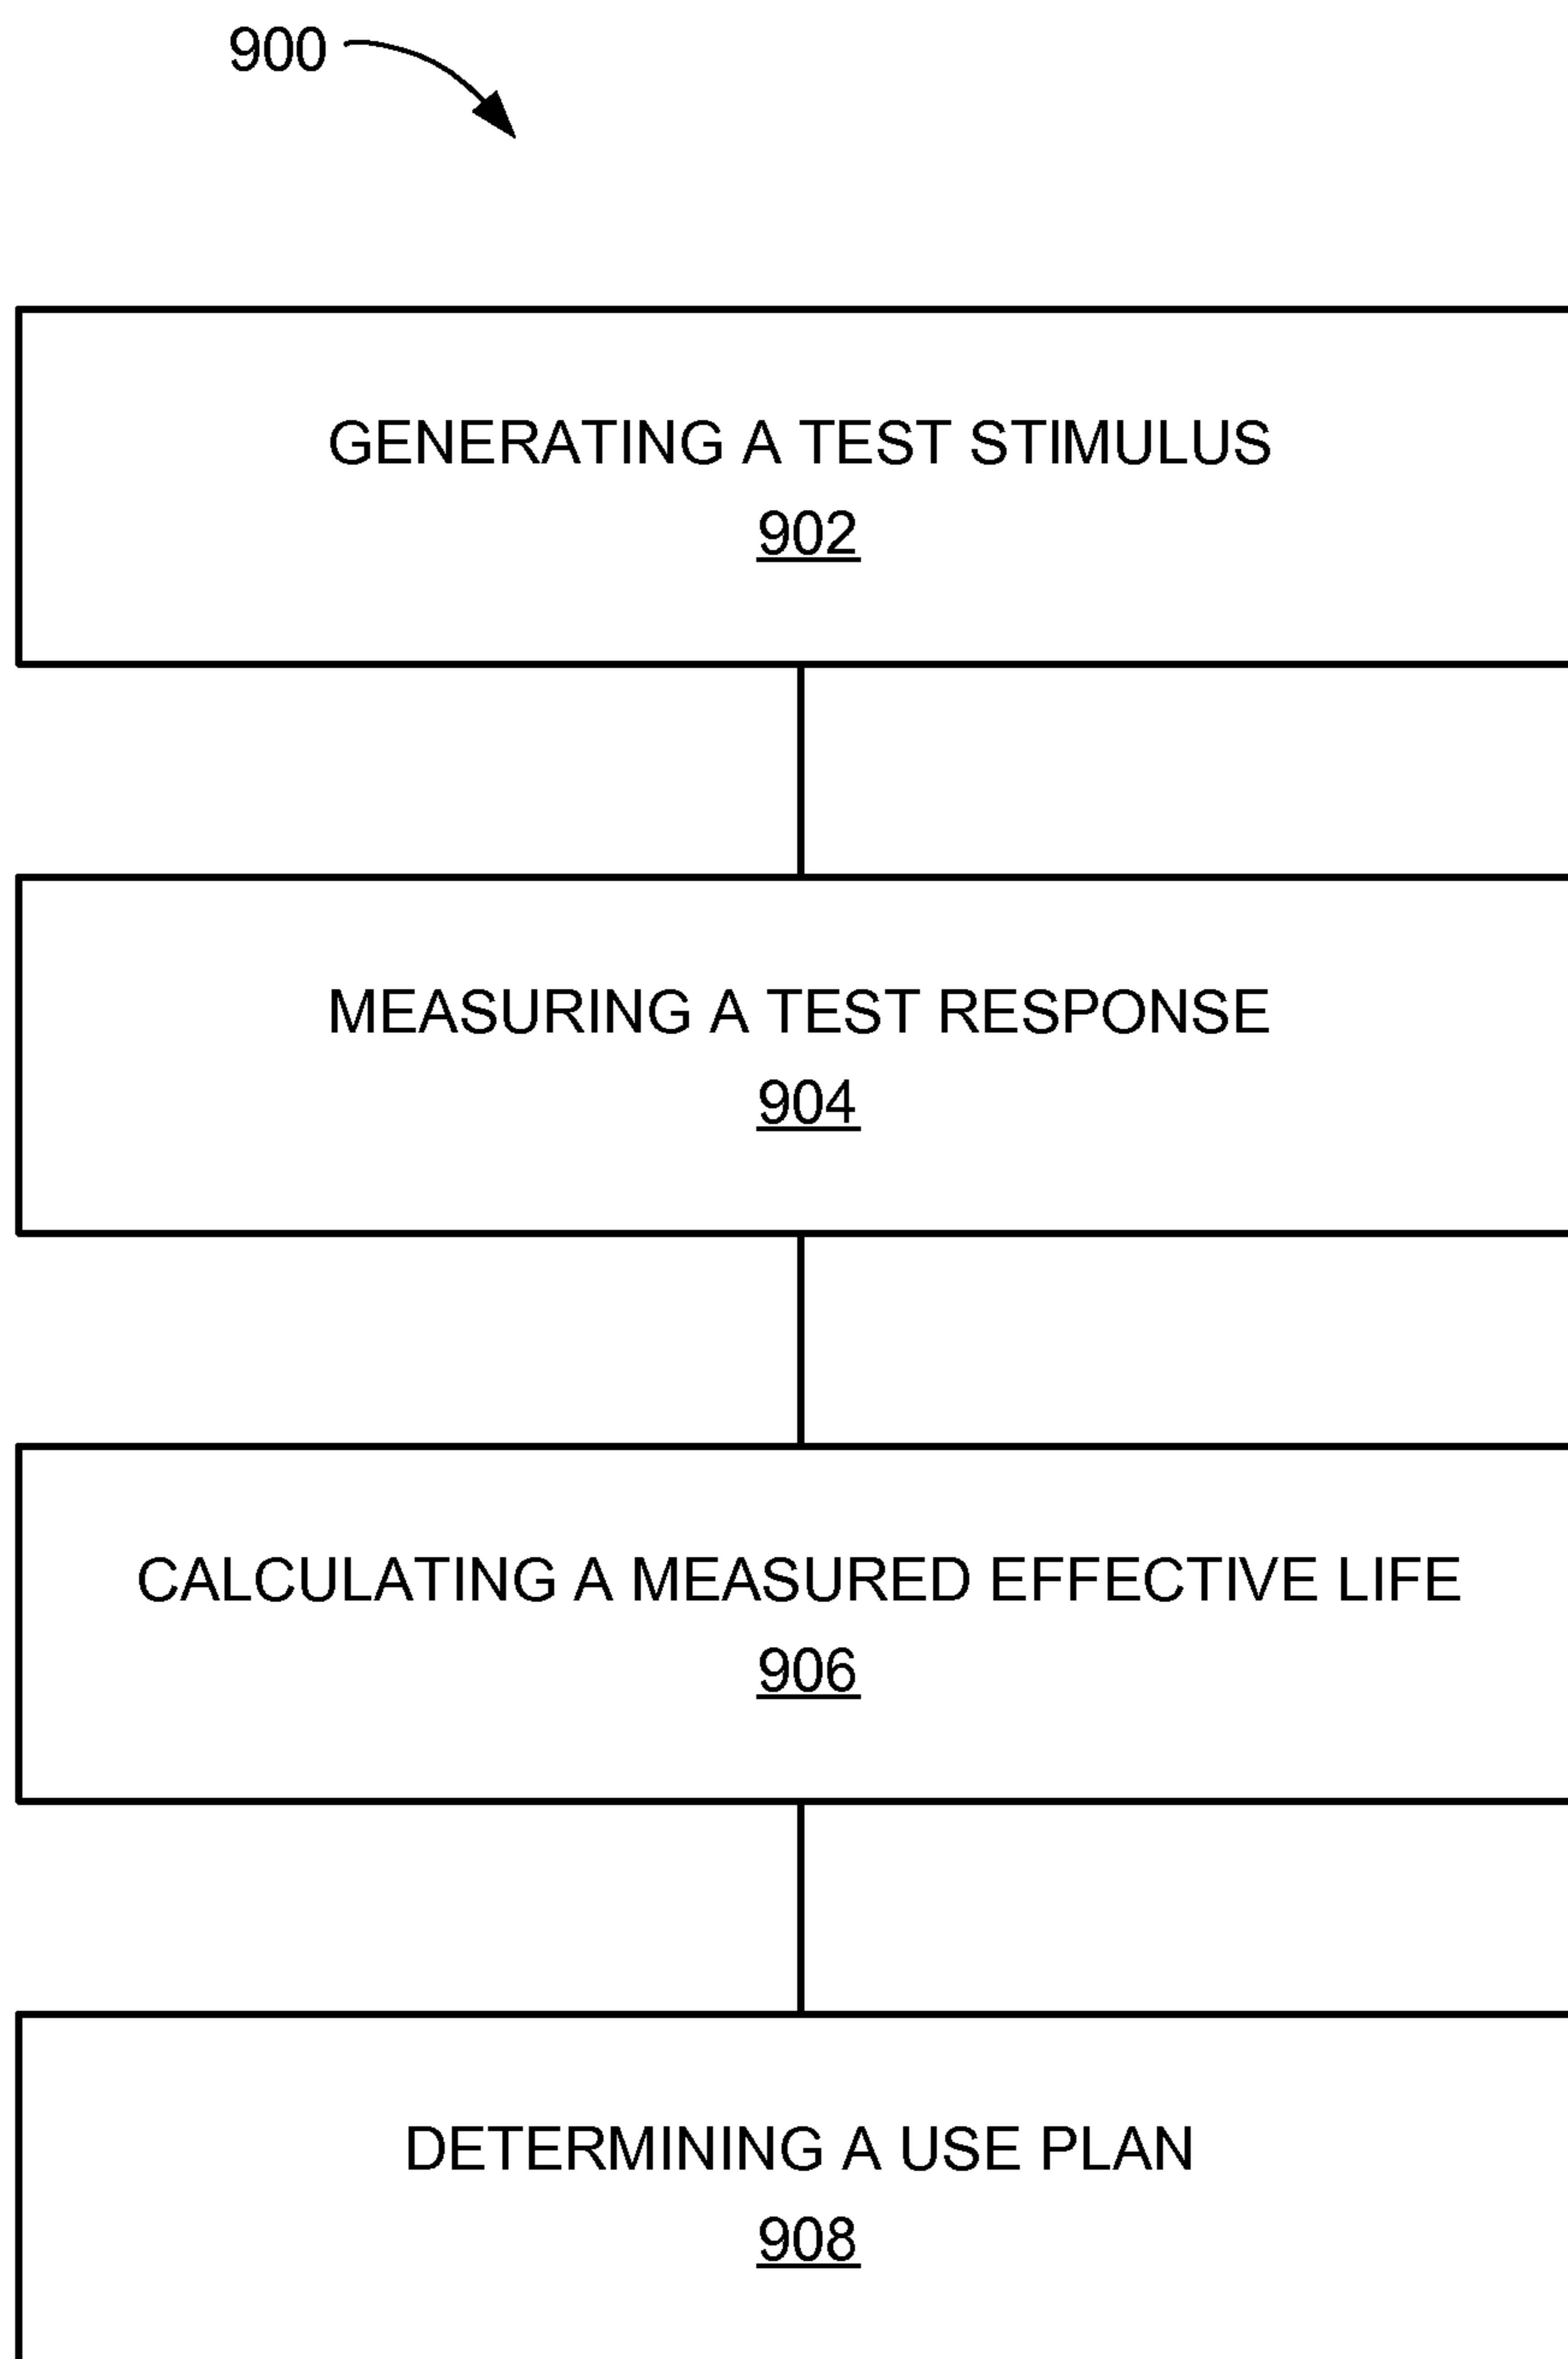 900
GENERATING A TEST STIMULUS
902
MEASURING A TEST RESPONSE
904
CALCULATING A MEASURED EFFECTIVE LIFE
906
DETERMINING A USE PLAN
908